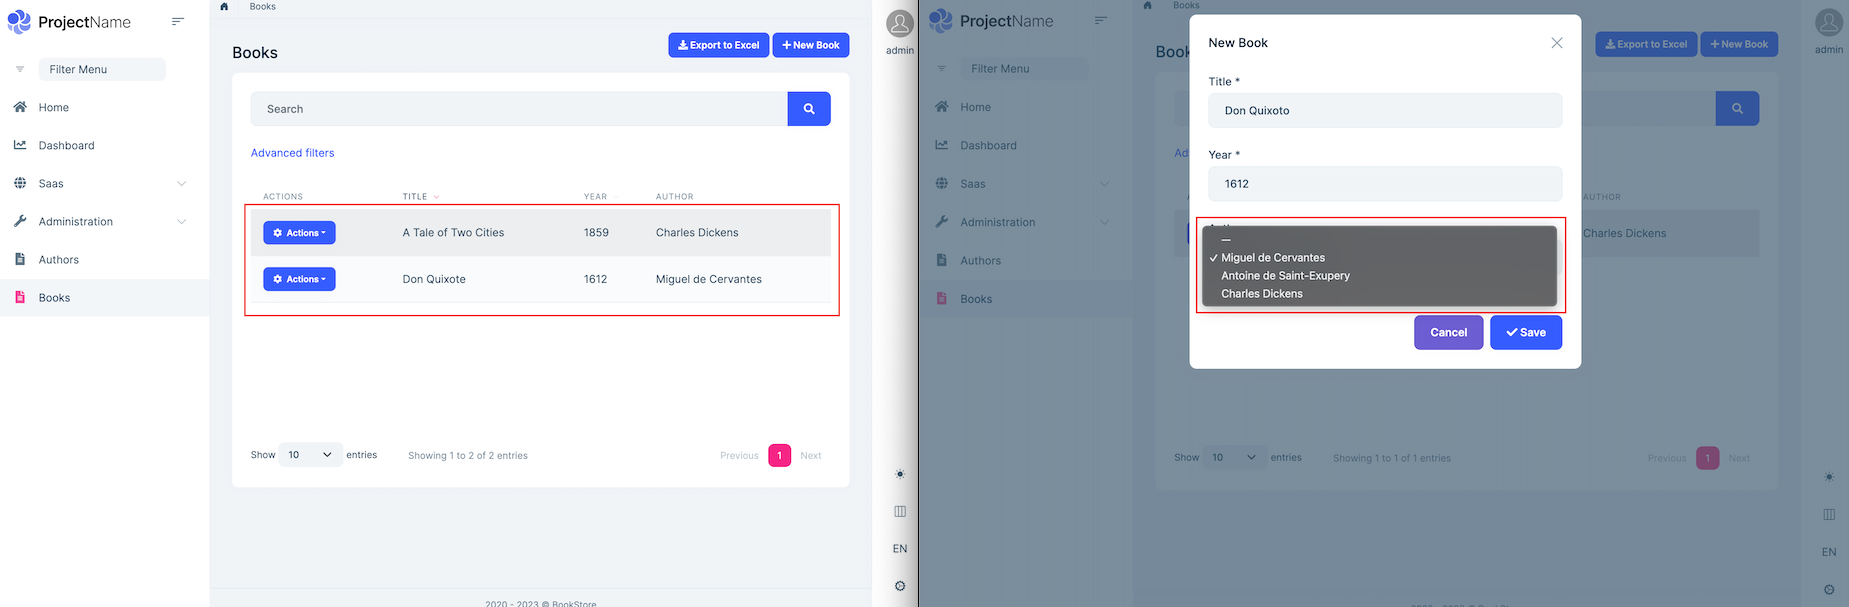 ProjectName
Filter Menu
Home
Dashboard
Saas
Administration
Authors
Books
Books
Books
Export to Excel
+ New Book
Search
Advanced filters
ACTIONS TITLE YEAR AUTHOR
Actions A Tale of Two Cities 1859 Charles Dickens
Actions Don Quixote 1612 Miguel de Cervantes
Show 10 entries Showing 1 to 2 of 2 entries Previous 1 Next
2020 - 2023 © BookStore
admin
EN
ProjectName
Filter Menu
Home
Dashboard
Saas
Administration
Authors
Books
Books
Export to Excel
+ New Book
AUTHOR
Charles Dickens
Show 10 entries Showing 1 to 1 of 1 entries Previous 1 Next
admin
EN
New Book
Title *
Don Quixoto
Year *
1612
—
✓ Miguel de Cervantes
Antoine de Saint-Exupery
Charles Dickens
Cancel
Save